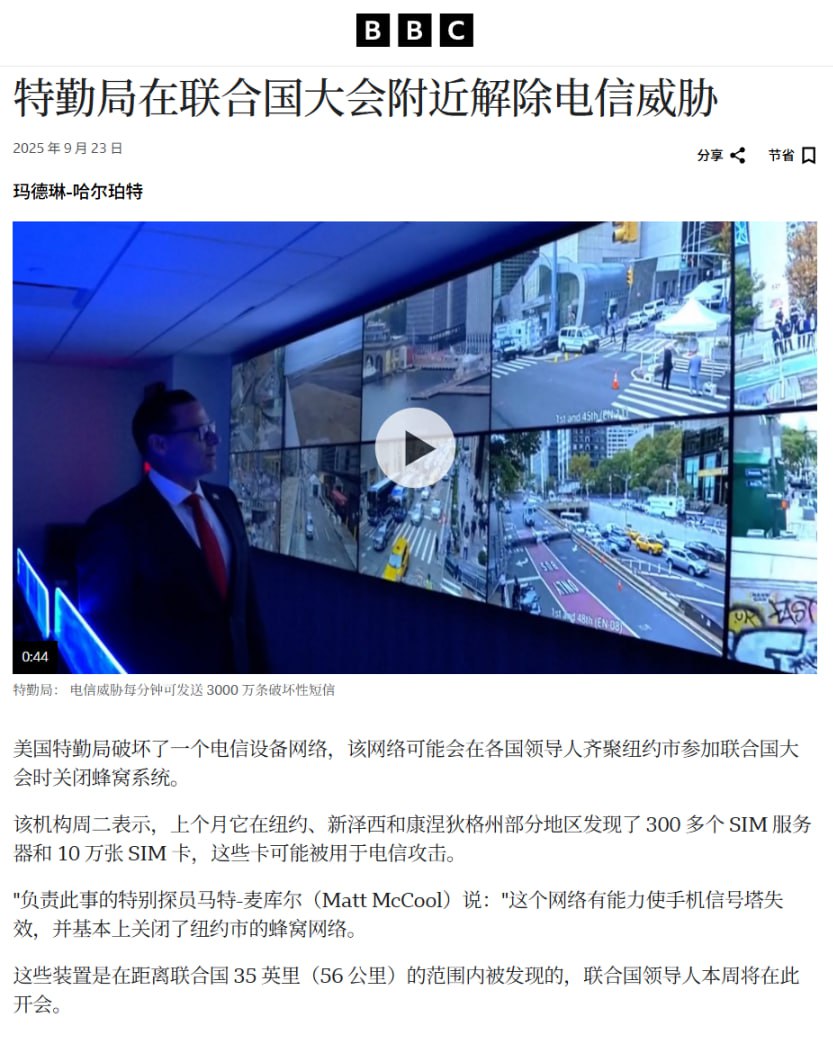 BBC
特勤局在联合国大会附近解除电信威胁
2025 年 9 月 23 日
分享
节省
玛德琳-哈尔珀特
1st and 45th (EN-21)
1st and 48th (EN-08)
0:44
特勤局： 电信威胁每分钟可发送 3000 万条破坏性短信
美国特勤局破坏了一个电信设备网络，该网络可能会在各国领导人齐聚纽约市参加联合国大
会时关闭蜂窝系统。
该机构周二表示，上个月它在纽约、新泽西和康涅狄格州部分地区发现了 300 多个 SIM 服务
器和 10 万张 SIM 卡，这些卡可能被用于电信攻击。
"负责此事的特别探员马特-麦库尔（Matt McCool）说："这个网络有能力使手机信号塔失
效，并基本上关闭了纽约市的蜂窝网络。
这些装置是在距离联合国 35 英里（56 公里）的范围内被发现的，联合国领导人本周将在此
开会。